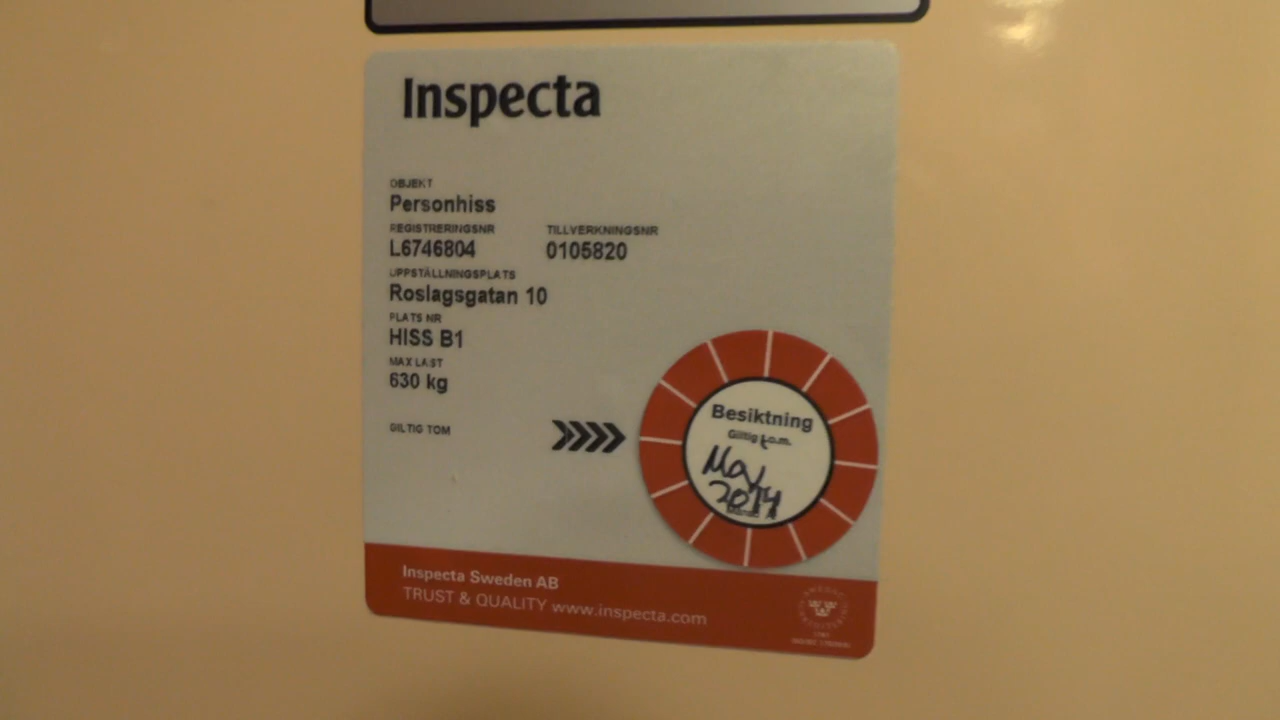 Inspecta
OBJEKT
Personhiss
REGISTRERINGSNR TILLVERKNINGSNR
L6746804 0105820
UPPSTÄLLNINGSPLATS
Roslagsgatan 10
PLATS NR
HISS B1
MAX LAST
630 kg
GILTIG TOM
Besiktning
Giltig t.o.m.
2014
Inspecta Sweden AB
TRUST & QUALITY www.inspecta.com